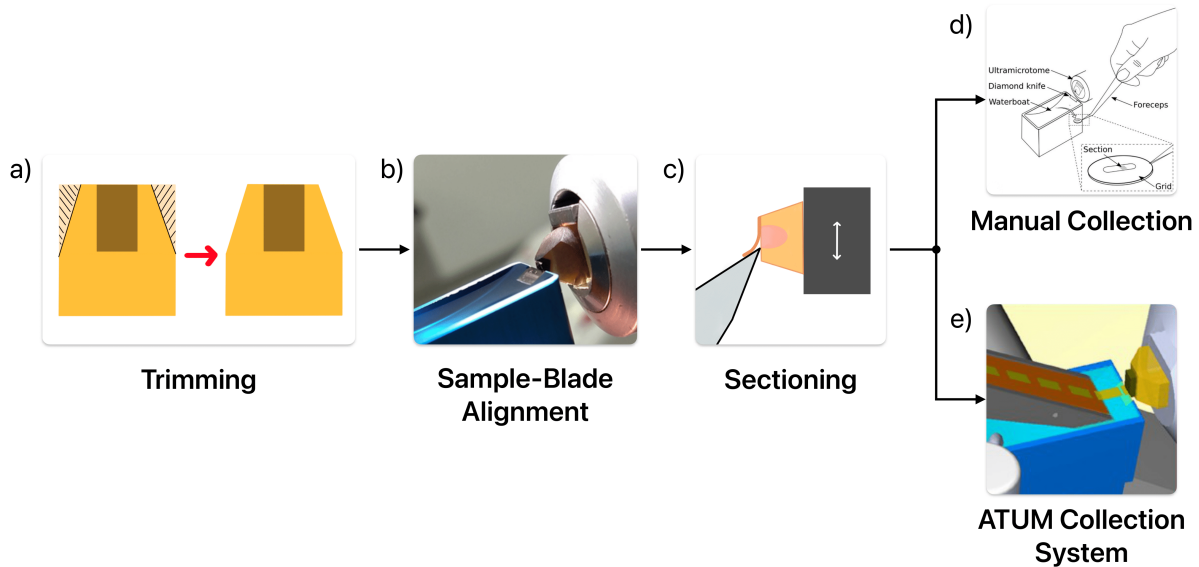 a)
Trimming
b)
Sample-Blade
Alignment
c)
Sectioning
d)
Ultramicrotome
Diamond knife
Waterboat
Foreceps
Section
Grid
Manual Collection
e)
ATUM Collection
System